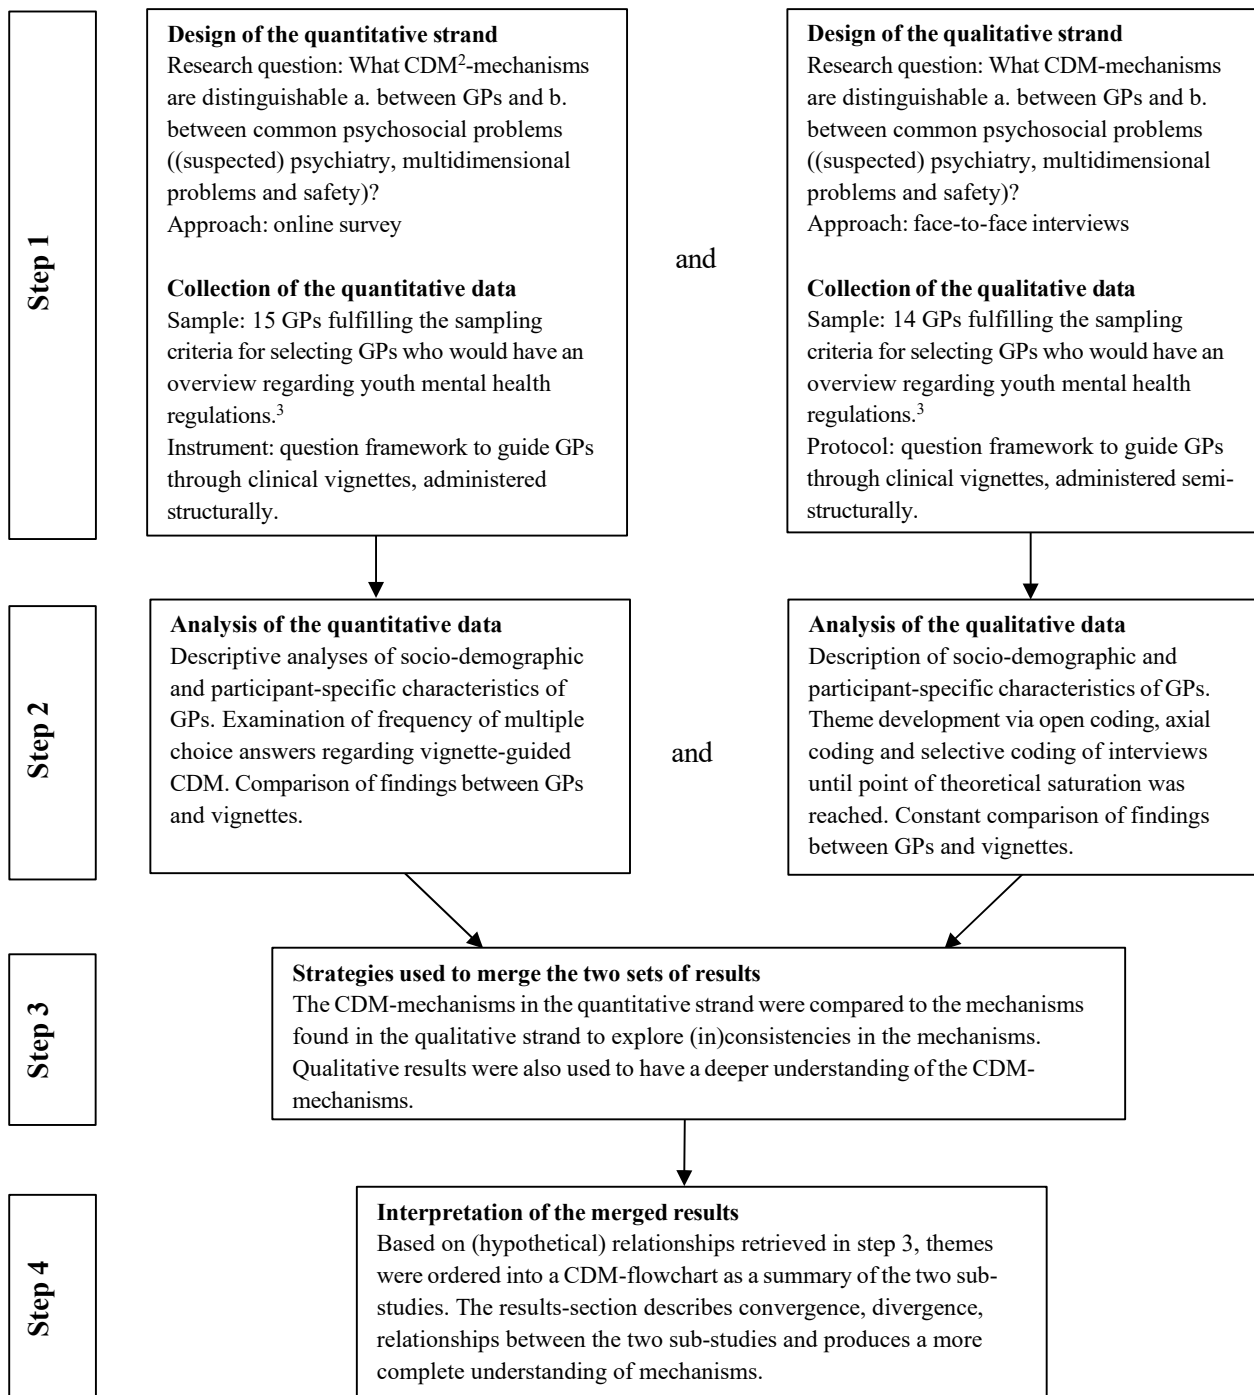 Step 1
Design of the quantitative strand
Research question: What CDM²-mechanisms
are distinguishable a. between GPs and b.
between common psychosocial problems
((suspected) psychiatry, multidimensional
problems and safety)?
Approach: online survey
Collection of the quantitative data
Sample: 15 GPs fulfilling the sampling
criteria for selecting GPs who would have an
overview regarding youth mental health
regulations.³
Instrument: question framework to guide GPs
through clinical vignettes, administered
structurally.
and
Design of the qualitative strand
Research question: What CDM-mechanisms
are distinguishable a. between GPs and b.
between common psychosocial problems
((suspected) psychiatry, multidimensional
problems and safety)?
Approach: face-to-face interviews
Collection of the qualitative data
Sample: 14 GPs fulfilling the sampling
criteria for selecting GPs who would have an
overview regarding youth mental health
regulations.³
Protocol: question framework to guide GPs
through clinical vignettes, administered semi-
structurally.
Step 2
Analysis of the quantitative data
Descriptive analyses of socio-demographic
and participant-specific characteristics of
GPs. Examination of frequency of multiple
choice answers regarding vignette-guided
CDM. Comparison of findings between GPs
and vignettes.
and
Analysis of the qualitative data
Description of socio-demographic and
participant-specific characteristics of GPs.
Theme development via open coding, axial
coding and selective coding of interviews
until point of theoretical saturation was
reached. Constant comparison of findings
between GPs and vignettes.
Step 3
Strategies used to merge the two sets of results
The CDM-mechanisms in the quantitative strand were compared to the mechanisms
found in the qualitative strand to explore (in)consistencies in the mechanisms.
Qualitative results were also used to have a deeper understanding of the CDM-
mechanisms.
Step 4
Interpretation of the merged results
Based on (hypothetical) relationships retrieved in step 3, themes
were ordered into a CDM-flowchart as a summary of the two sub-
studies. The results-section describes convergence, divergence,
relationships between the two sub-studies and produces a more
complete understanding of mechanisms.